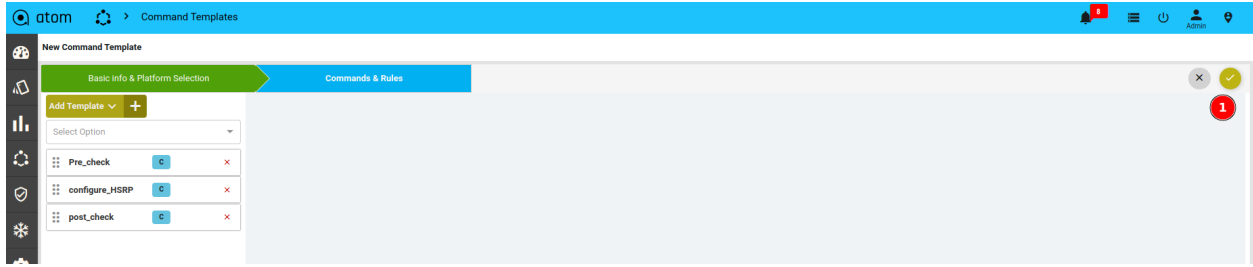 atom > Command Templates
8
Admin
New Command Template
Basic info & Platform Selection
Commands & Rules
Add Template
1
Select Option
Pre_check C
configure_HSRP C
post_check C